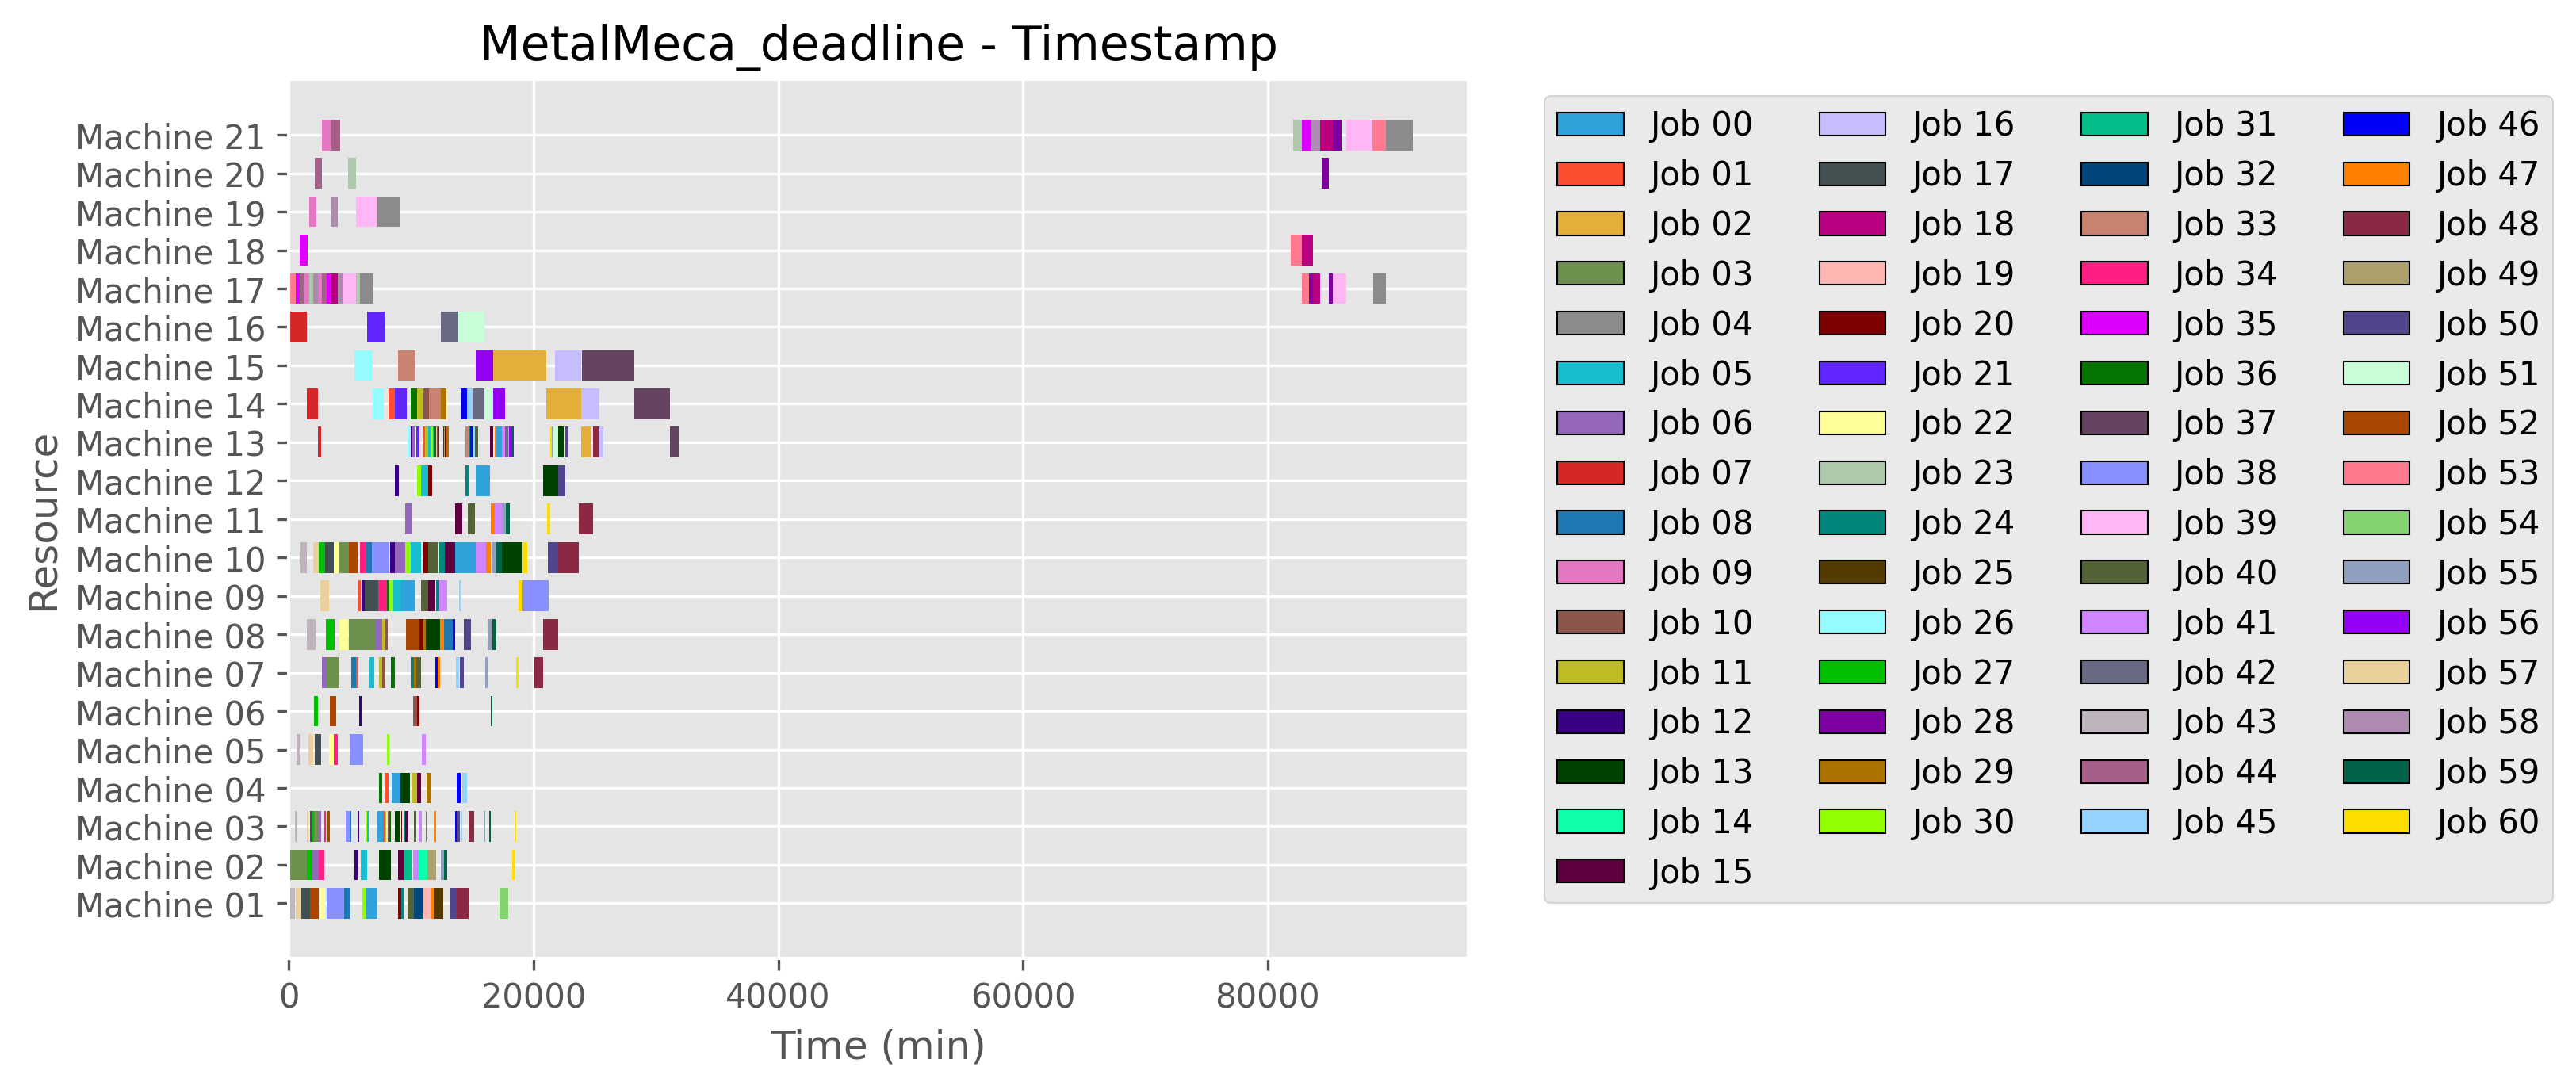 MetalMeca_deadline - Timestamp
Resource
Machine 21
Machine 20
Machine 19
Machine 18
Machine 17
Machine 16
Machine 15
Machine 14
Machine 13
Machine 12
Machine 11
Machine 10
Machine 09
Machine 08
Machine 07
Machine 06
Machine 05
Machine 04
Machine 03
Machine 02
Machine 01
0 20000 40000 60000 80000
Time (min)
Job 00 Job 16 Job 31 Job 46
Job 01 Job 17 Job 32 Job 47
Job 02 Job 18 Job 33 Job 48
Job 03 Job 19 Job 34 Job 49
Job 04 Job 20 Job 35 Job 50
Job 05 Job 21 Job 36 Job 51
Job 06 Job 22 Job 37 Job 52
Job 07 Job 23 Job 38 Job 53
Job 08 Job 24 Job 39 Job 54
Job 09 Job 25 Job 40 Job 55
Job 10 Job 26 Job 41 Job 56
Job 11 Job 27 Job 42 Job 57
Job 12 Job 28 Job 43 Job 58
Job 13 Job 29 Job 44 Job 59
Job 14 Job 30 Job 45 Job 60
Job 15